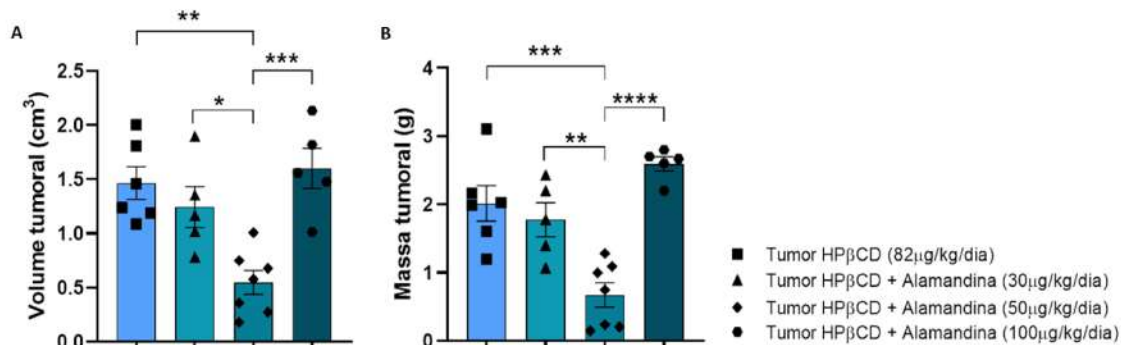 A
**
***
*
Volume tumoral (cm³)
2.5
2.0
1.5
1.0
0.5
0.0
B
***
****
**
Massa tumoral (g)
4
3
2
1
0
Tumor HPβCD (82µg/kg/dia)
Tumor HPβCD + Alamandina (30µg/kg/dia)
Tumor HPβCD + Alamandina (50µg/kg/dia)
Tumor HPβCD + Alamandina (100µg/kg/dia)